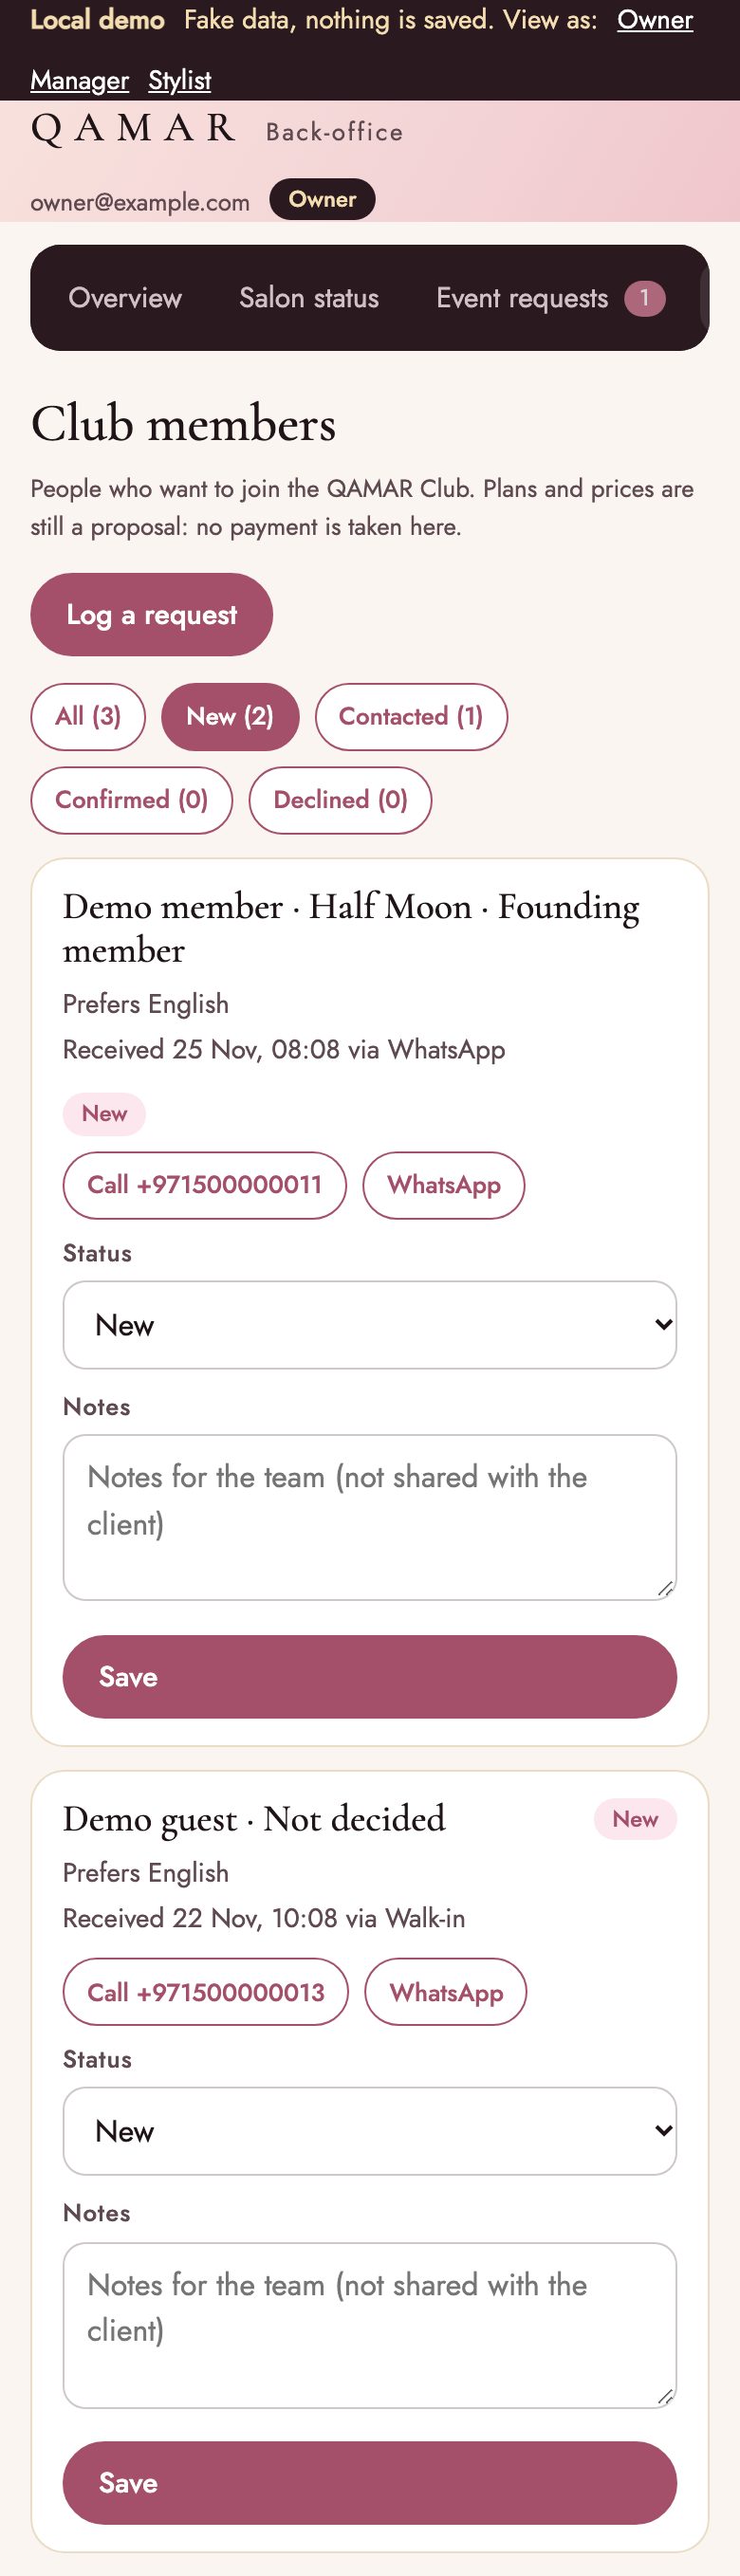 Local demo Fake data, nothing is saved. View as: Owner
Manager Stylist
QAMAR Back-office
owner@example.com Owner
Overview Salon status Event requests 1
Club members
People who want to join the QAMAR Club. Plans and prices are
still a proposal: no payment is taken here.
Log a request
All (3) New (2) Contacted (1)
Confirmed (0) Declined (0)
Demo member · Half Moon · Founding
member
Prefers English
Received 25 Nov, 08:08 via WhatsApp
New
Call +971500000011 WhatsApp
Status
New
Notes
Notes for the team (not shared with the
client)
Save
Demo guest · Not decided New
Prefers English
Received 22 Nov, 10:08 via Walk-in
Call +971500000013 WhatsApp
Status
New
Notes
Notes for the team (not shared with the
client)
Save